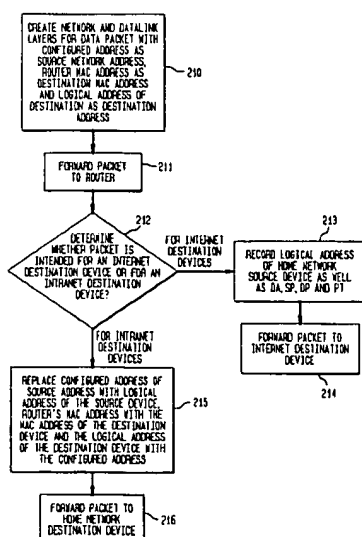 CREATE NETWORK AND DATALINK
LAYERS FOR DATA PACKET WITH
CONFIGURED ADDRESS AS
SOURCE NETWORK ADDRESS,
ROUTER MAC ADDRESS AS
DESTINATION MAC ADDRESS
AND LOGICAL ADDRESS OF
DESTINATION AS DESTINATION
ADDRESS
210
FORWARD PACKET
TO ROUTER
211
212
DETERMINE
WHETHER PACKET IS
INTENDED FOR AN INTERNET
DESTINATION DEVICE OR FOR AN
INTRANET DESTINATION
DEVICE?
FOR INTERNET
DESTINATION
DEVICES
213
RECORD LOGICAL ADDRESS
OF HOME NETWORK
SOURCE DEVICE AS WELL
AS DA,SP,DP AND PT
FORWARD PACKET TO
INTERNET DESTINATION
DEVICE
214
FOR INTRANET
DESTINATION
DEVICES
REPLACE CONFIGURED ADDRESS OF
SOURCE ADDRESS WITH LOGICAL
ADDRESS OF THE SOURCE DEVICE,
ROUTER'S MAC ADDRESS WITH THE
MAC ADDRESS OF THE DESTINATION
DEVICE AND THE LOGICAL ADDRESS
OF THE DESTINATION DEVICE WITH
THE CONFIGURED ADDRESS
215
FORWARD PACKET TO
HOME NETWORK
DESTINATION DEVICE
216